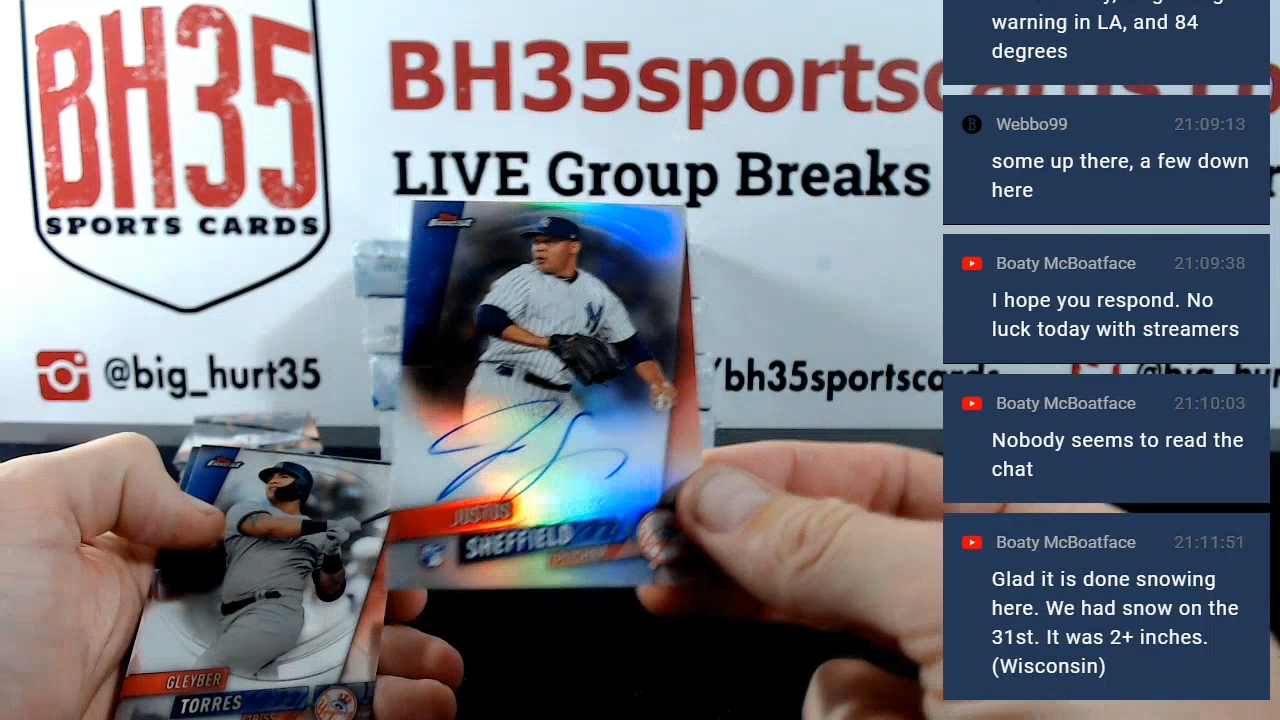 BH35
SPORTS CARDS
BH35sportsc
LIVE Group Breaks
@big_hurt35
/bh35sportscards
JUSTUS
SHEFFIELD
PITCHER
GLEYBER
TORRES
warning in LA, and 84
degrees
Webbo99 21:09:13
some up there, a few down
here
Boaty McBoatface 21:09:38
I hope you respond. No
luck today with streamers
Boaty McBoatface 21:10:03
Nobody seems to read the
chat
Boaty McBoatface 21:11:51
Glad it is done snowing
here. We had snow on the
31st. It was 2+ inches.
(Wisconsin)